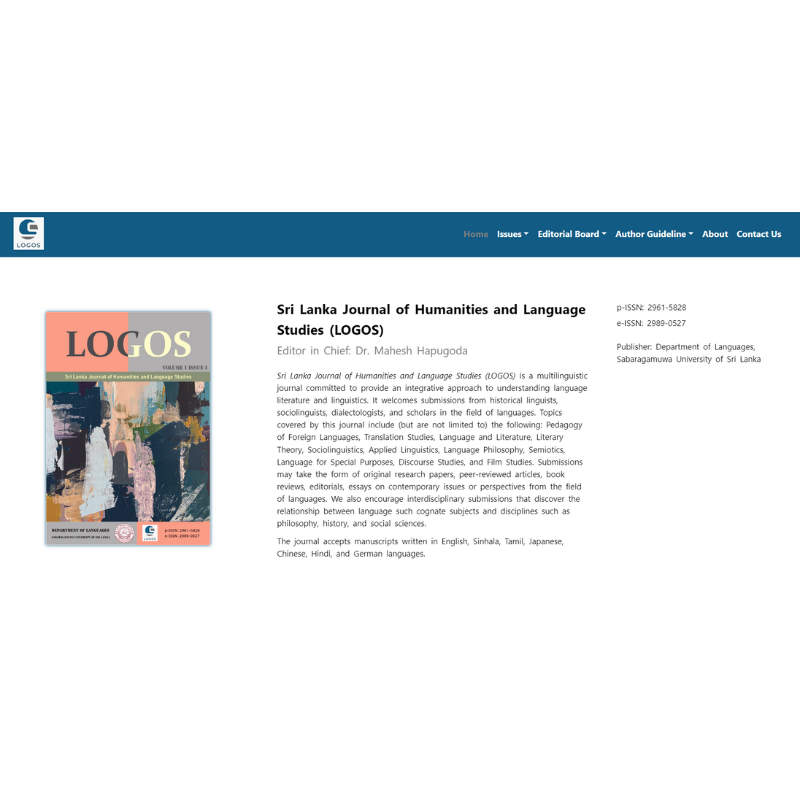 LOGOS
Home Issues Editorial Board Author Guideline About Contact Us
LOGOS
VOLUME 1 ISSUE 1
Sri Lanka Journal of Humanities and Language Studies
DEPARTMENT OF LANGUAGES
SABARAGAMUWA UNIVERSITY OF SRI LANKA
LOGOS
p-ISSN: 2961-5828
e-ISSN: 2989-0527
Sri Lanka Journal of Humanities and Language
Studies (LOGOS)
Editor in Chief: Dr. Mahesh Hapugoda
Sri Lanka Journal of Humanities and Language Studies (LOGOS) is a multilinguistic
journal committed to provide an integrative approach to understanding language
literature and linguistics. It welcomes submissions from historical linguists,
sociolinguists, dialectologists, and scholars in the field of languages. Topics
covered by this journal include (but are not limited to) the following: Pedagogy
of Foreign Languages, Translation Studies, Language and Literature, Literary
Theory, Sociolinguistics, Applied Linguistics, Language Philosophy, Semiotics,
Language for Special Purposes, Discourse Studies, and Film Studies. Submissions
may take the form of original research papers, peer-reviewed articles, book
reviews, editorials, essays on contemporary issues or perspectives from the field
of languages. We also encourage interdisciplinary submissions that discover the
relationship between language such cognate subjects and disciplines such as
philosophy, history, and social sciences.
The journal accepts manuscripts written in English, Sinhala, Tamil, Japanese,
Chinese, Hindi, and German languages.
p-ISSN: 2961-5828
e-ISSN: 2989-0527
Publisher: Department of Languages,
Sabaragamuwa University of Sri Lanka